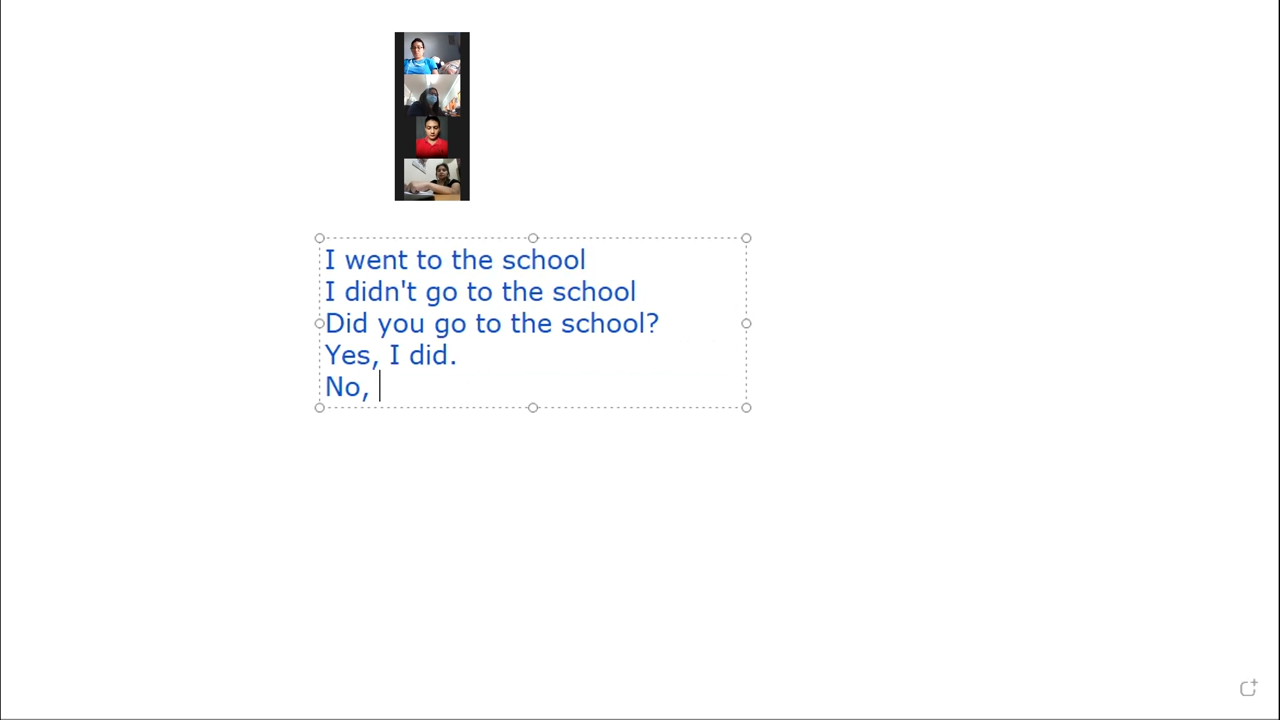 I went to the school
I didn't go to the school
Did you go to the school?
Yes, I did.
No,